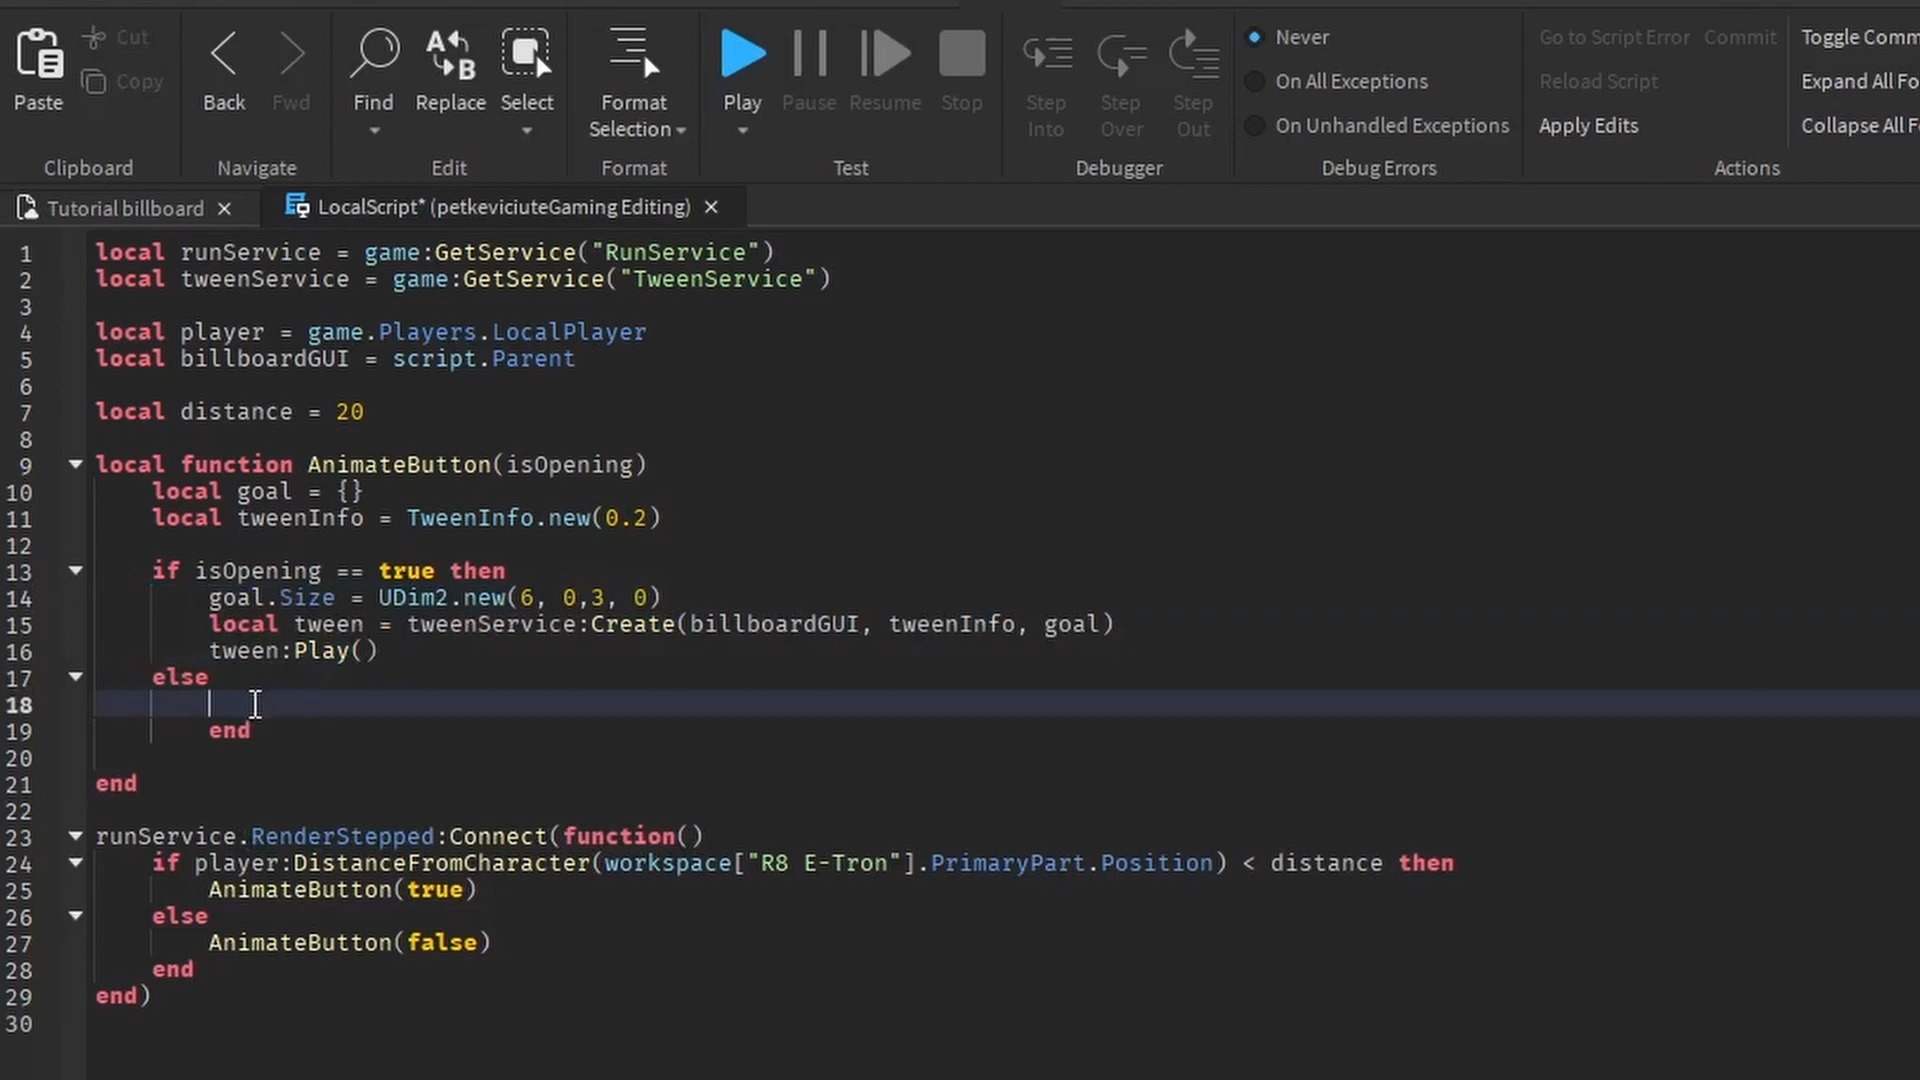 Paste
Cut
Copy
Clipboard
Back
Fwd
Navigate
Find
A B
Replace
Select
Edit
Format
Selection
Format
Play
Pause
Resume
Stop
Test
Step
Into
Step
Over
Step
Out
Debugger
Never
On All Exceptions
On Unhandled Exceptions
Debug Errors
Go to Script Error
Commit
Reload Script
Apply Edits
Toggle Comm
Expand All Fo
Collapse All F
Actions
Tutorial billboard
LocalScript* (petkeviciuteGaming Editing)
1 local runService = game:GetService("RunService")
2 local tweenService = game:GetService("TweenService")
3
4 local player = game.Players.LocalPlayer
5 local billboardGUI = script.Parent
6
7 local distance = 20
8
9 local function AnimateButton(isOpening)
10 local goal = {}
11 local tweenInfo = TweenInfo.new(0.2)
12
13 if isOpening == true then
14 goal.Size = UDim2.new(6, 0,3, 0)
15 local tween = tweenService:Create(billboardGUI, tweenInfo, goal)
16 tween:Play()
17 else
18
19 end
20
21 end
22
23 runService.RenderStepped:Connect(function()
24 if player:DistanceFromCharacter(workspace["R8 E-Tron"].PrimaryPart.Position) < distance then
25 AnimateButton(true)
26 else
27 AnimateButton(false)
28 end
29 end)
30